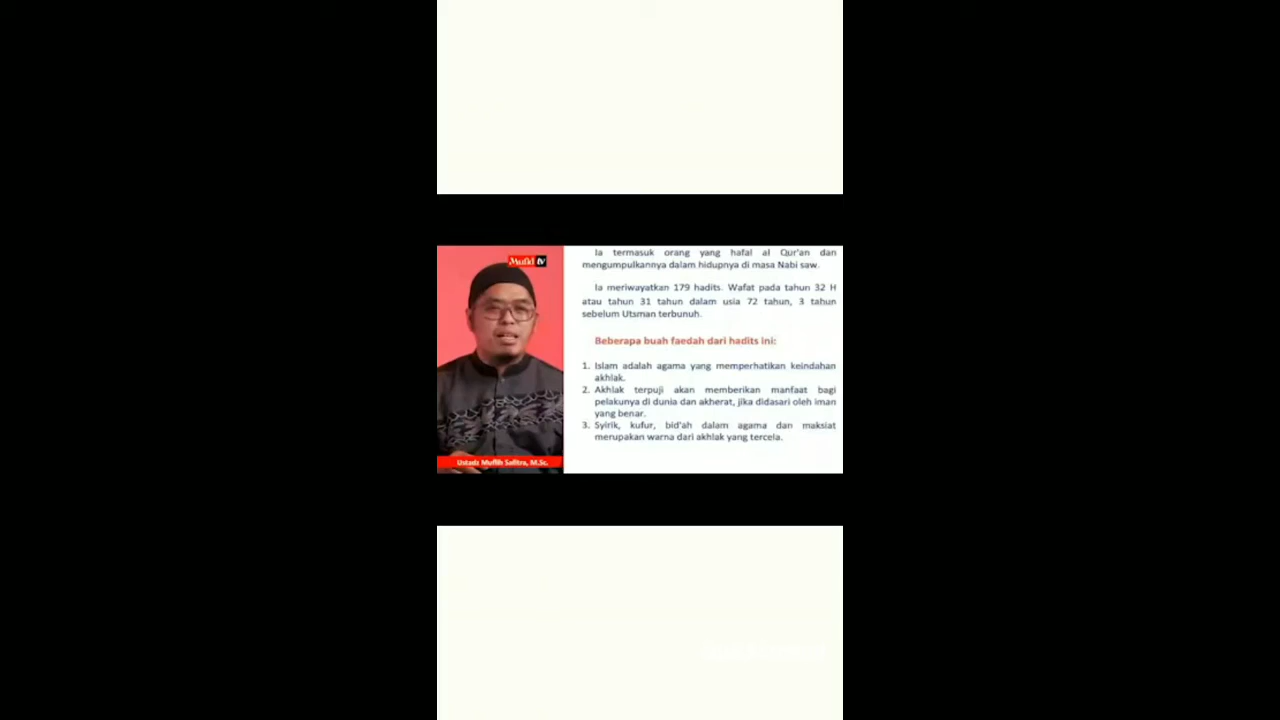 Mufid tv
Ia termasuk orang yang hafal al Qur'an dan
mengumpulkannya dalam hidupnya di masa Nabi saw.
Ia meriwayatkan 179 hadits. Wafat pada tahun 32 H
atau tahun 31 tahun dalam usia 72 tahun, 3 tahun
sebelum Utsman terbunuh.
Beberapa buah faedah dari hadits ini:
1. Islam adalah agama yang memperhatikan keindahan
akhlak.
2. Akhlak terpuji akan memberikan manfaat bagi
pelakunya di dunia dan akherat, jika didasari oleh iman
yang benar.
3. Syirik, kufur, bid'ah dalam agama dan maksiat
merupakan warna dari akhlak yang tercela.
Ustadz Muflih Safitra, M.Sc.